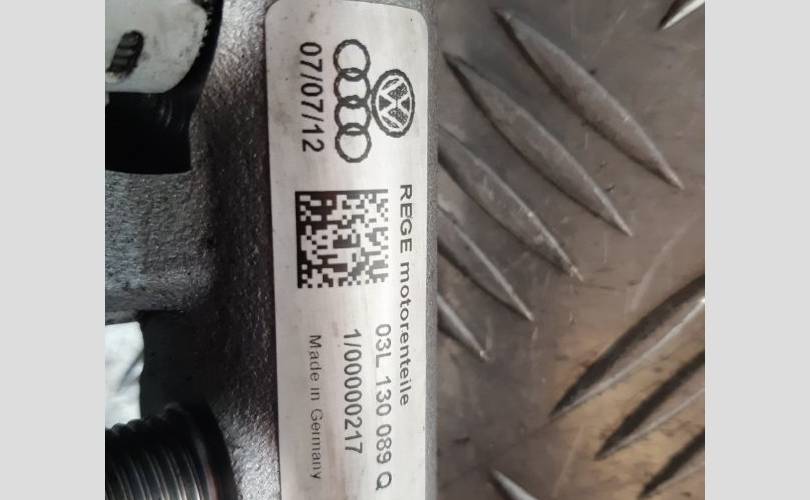 07/07/12
REGE motorenteile
03L 130 089 Q
1/00000217
Made in Germany